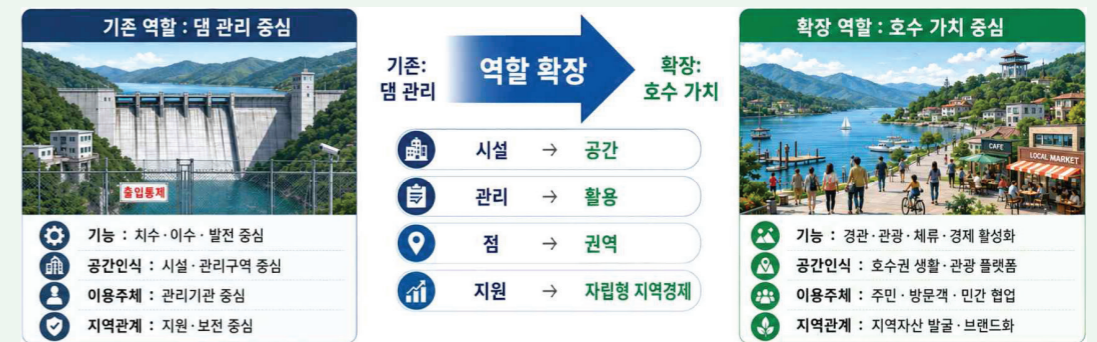 기존 역할 : 댐 관리 중심
출입통제
기능 : 치수·이수·발전 중심
공간인식 : 시설·관리구역 중심
이용주체 : 관리기관 중심
지역관계 : 지원·보전 중심
기존:
댐 관리
역할 확장
확장:
호수 가치
시설 → 공간
관리 → 활용
점 → 권역
지원 → 자립형 지역경제
확장 역할 : 호수 가치 중심
CAFE
LOCAL MARKET
기능 : 경관·관광·체류·경제 활성화
공간인식 : 호수권 생활·관광 플랫폼
이용주체 : 주민·방문객·민간 협업
지역관계 : 지역자산 발굴·브랜드화